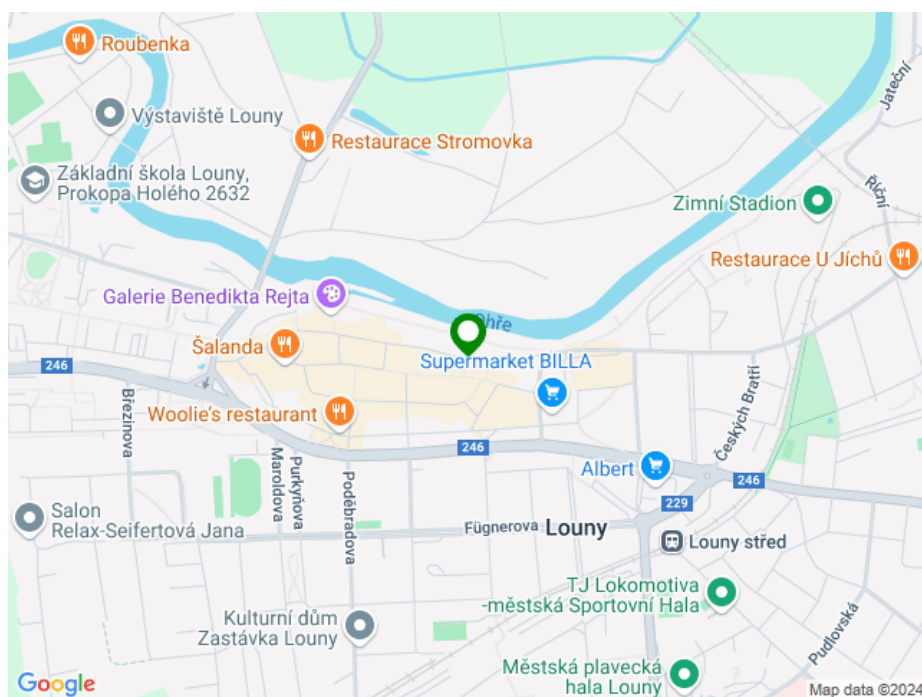 Roubenka
Výstaviště Louny
Restaurace Stromovka
Základní škola Louny,
Prokopa Holého 2632
Jateční
Říční
Zimní Stadion
Restaurace U Jíchů
Galerie Benedikta Rejta
Ohře
Šalanda
Supermarket BILLA
246
Březinova
Woolie's restaurant
Českých Bratří
246
Albert
246
Maroldova
Purkyňova
Poděbradova
229
Salon
Relax-Seifertová Jana
Fügnerova
Louny
Louny střed
TJ Lokomotiva
-městská Sportovní Hala
Kulturní dům
Zastávka Louny
Pudlovská
Městská plavecká
hala Louny
Google
Map data ©2024